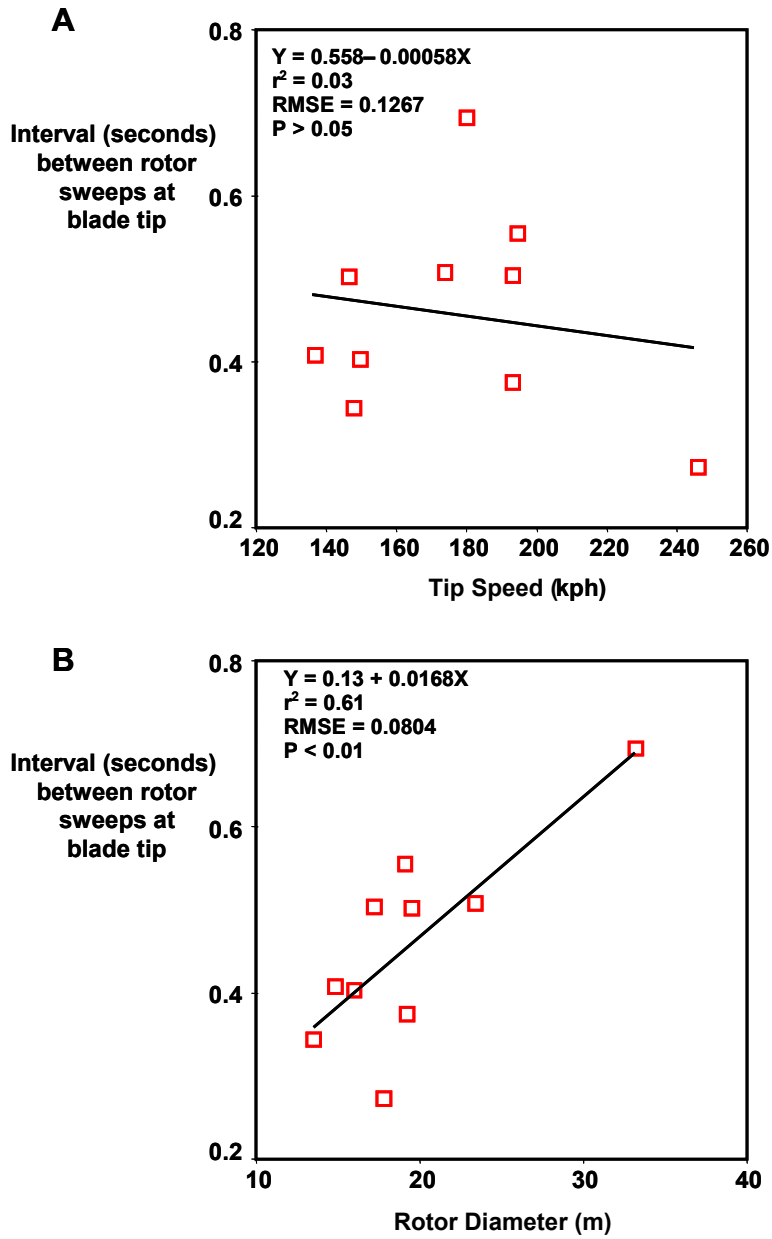 A
Y = 0.558– 0.00058X
r² = 0.03
RMSE = 0.1267
P > 0.05
Interval (seconds)
between rotor
sweeps at
blade tip
0.8
0.6
0.4
0.2
120 140 160 180 200 220 240 260
Tip Speed (kph)
B
Y = 0.13 + 0.0168X
r² = 0.61
RMSE = 0.0804
P < 0.01
Interval (seconds)
between rotor
sweeps at
blade tip
0.8
0.6
0.4
0.2
10 20 30 40
Rotor Diameter (m)